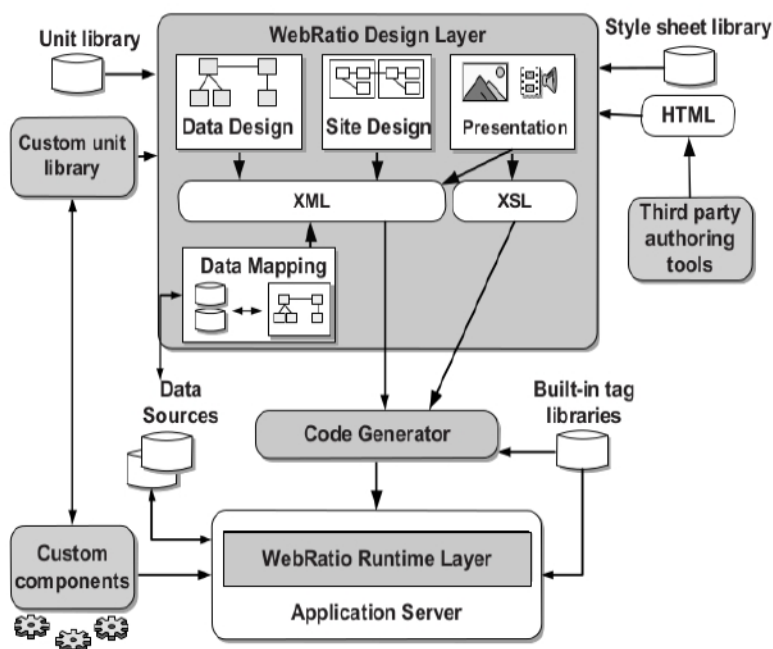 Unit library
WebRatio Design Layer
Style sheet library
Data Design
Site Design
Presentation
HTML
Custom unit
library
XML
XSL
Third party
authoring
tools
Data Mapping
Data
Sources
Built-in tag
libraries
Code Generator
Custom
components
WebRatio Runtime Layer
Application Server